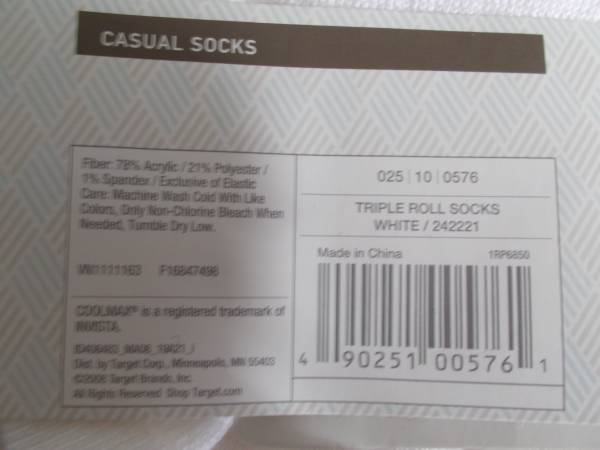 CASUAL SOCKS
Fiber: 78% Acrylic / 21% Polyester /
1% Spandex / Exclusive of Elastic
Care: Machine Wash Cold With Like
Colors, Only Non-Chlorine Bleach When
Needed, Tumble Dry Low.
COOLMAX® is a registered trademark of
INVISTA.
Dist. by Target Corp., Minneapolis, MN 55403
©2008 Target Brands, Inc.
All Rights Reserved Shop Target.com
025 | 10 | 0576
TRIPLE ROLL SOCKS
WHITE / 242221
Made in China 1RP6850
4 90251 00576 1